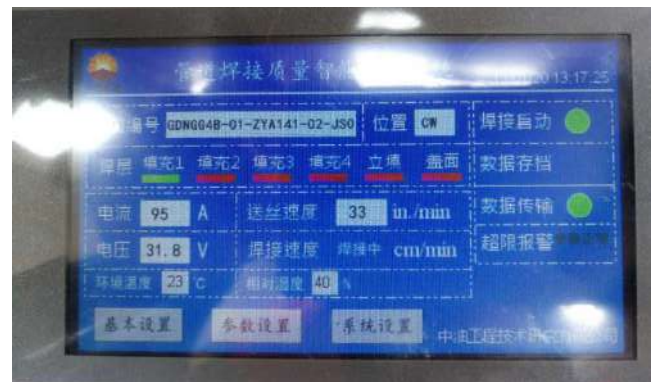 管道焊接质量智能
13:17:25
编号 GDNGG4B-01-ZYA141-02-JS0 位置 CW 焊接启动
焊层 填充1 填充2 填充3 填充4 立填 盖面 数据存档
电流 95 A 送丝速度 33 in./min 数据传输
电压 31.8 V 焊接速度 焊接中 cm/min 超限报警
环境温度 23 ℃ 相对湿度 40 %
基本设置 参数设置 系统设置 中油工程技术研